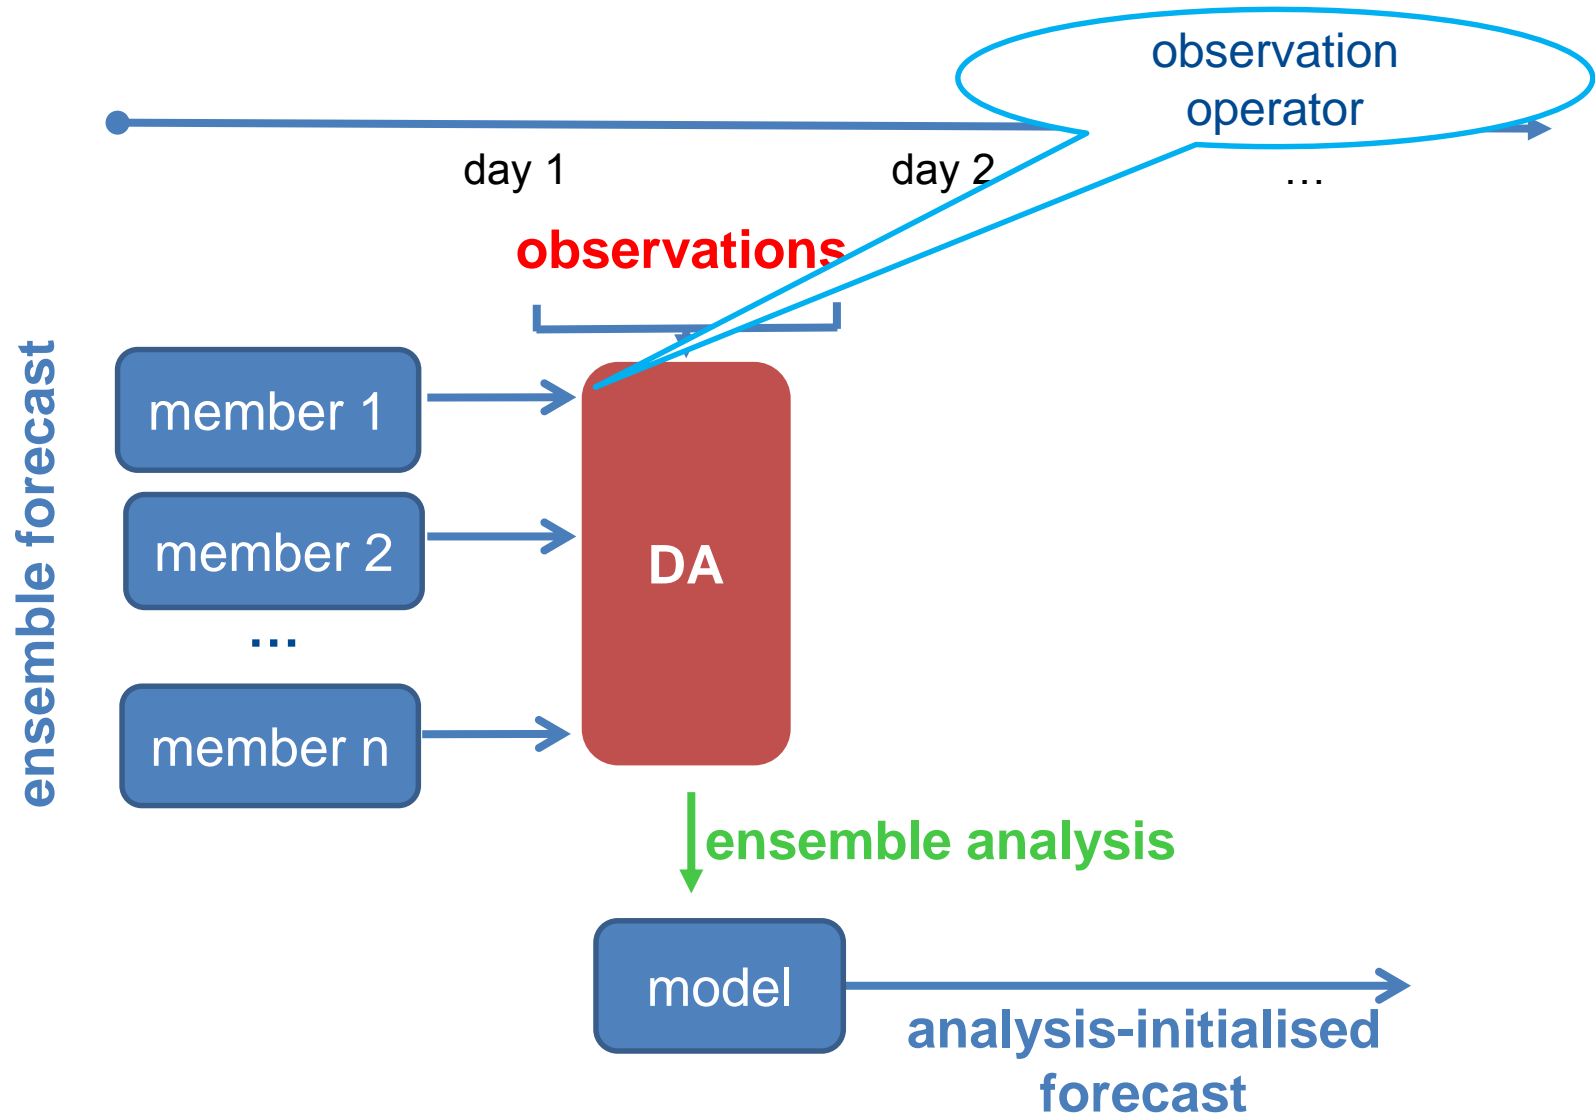 observation
operator
day 1
day 2
...
observations
ensemble forecast
member 1
member 2
...
member n
DA
ensemble analysis
model
analysis-initialised
forecast